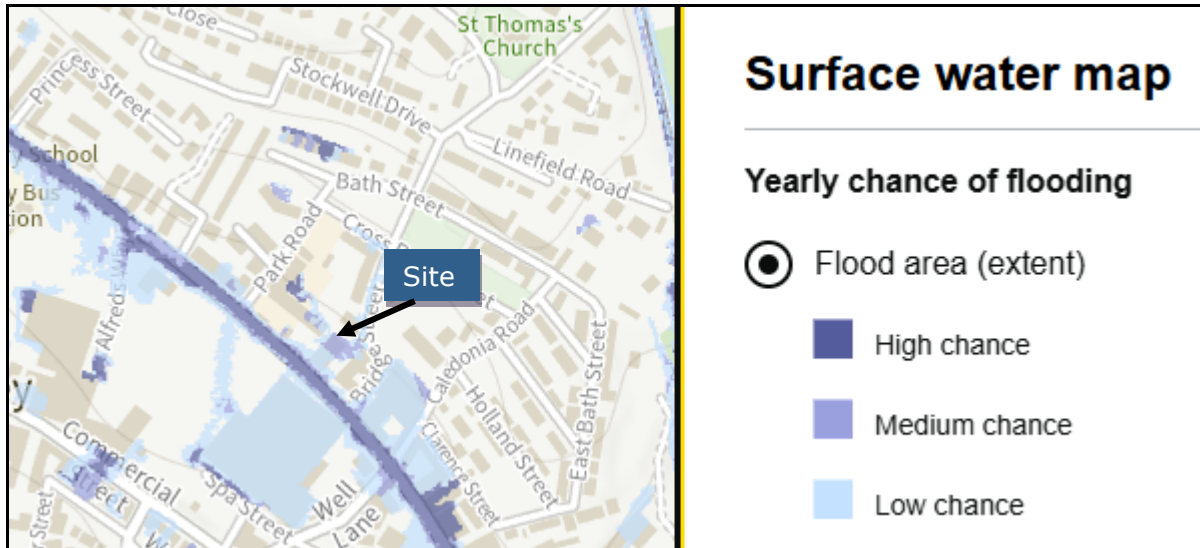 Close
St Thomas's
Church
Princess Street
Stockwell Drive
School
Bus
Linefield Road
Bath Street
Park Road
Site
Alfreds
Bridge Street
Caledonia Road
Holland Street
East Bath Street
Clarence Street
Commercial
Street
Spa Street
Well
Lane
Street
Surface water map
Yearly chance of flooding
Flood area (extent)
High chance
Medium chance
Low chance